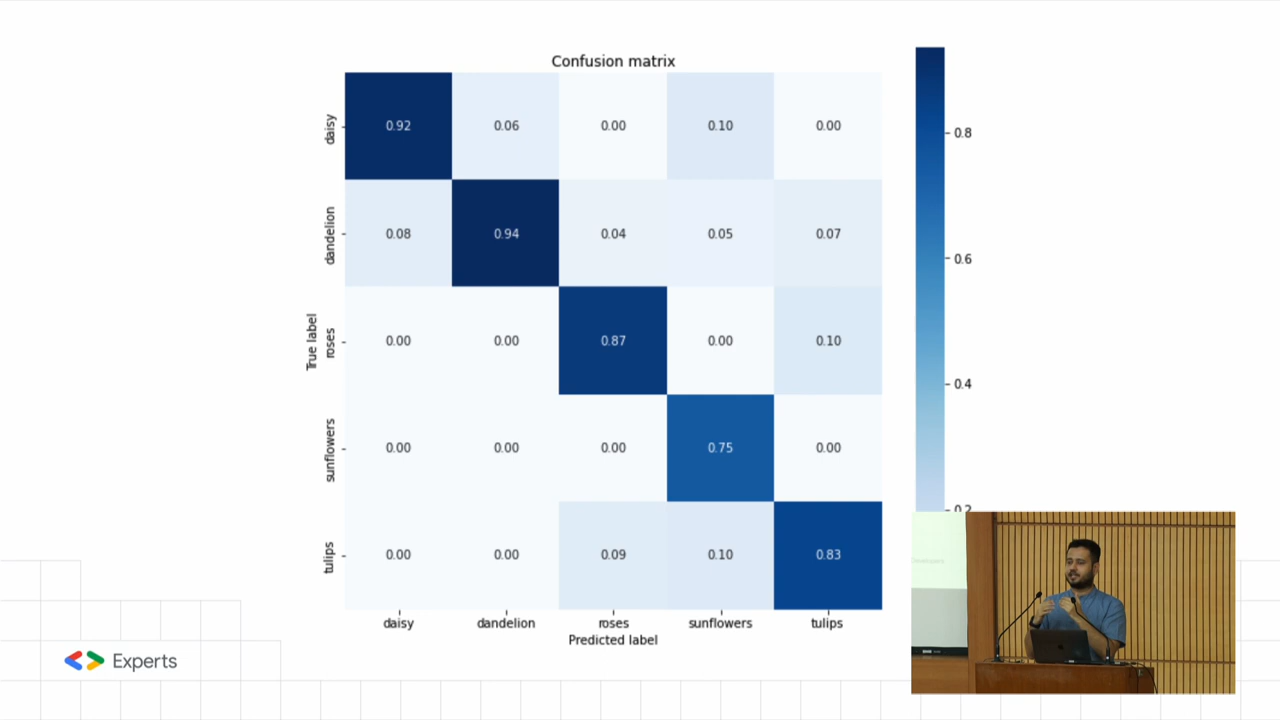 Confusion matrix
daisy
0.92 0.06 0.00 0.10 0.00
0.8
dandelion
0.08 0.94 0.04 0.05 0.07
0.6
True label
roses
0.00 0.00 0.87 0.00 0.10
0.4
sunflowers
0.00 0.00 0.00 0.75 0.00
0.2
tulips
0.00 0.00 0.09 0.10 0.83
daisy dandelion roses sunflowers tulips
Predicted label
Experts